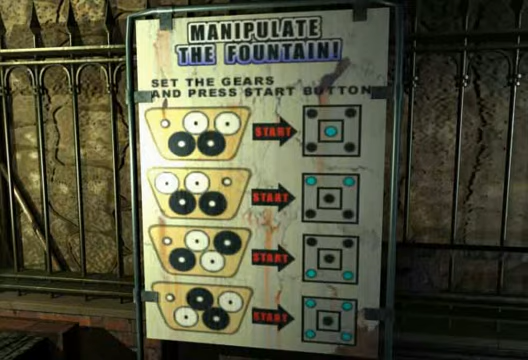 MANIPULATE
THE FOUNTAIN!
SET THE GEARS
AND PRESS START BUTTON
START
START
START
START